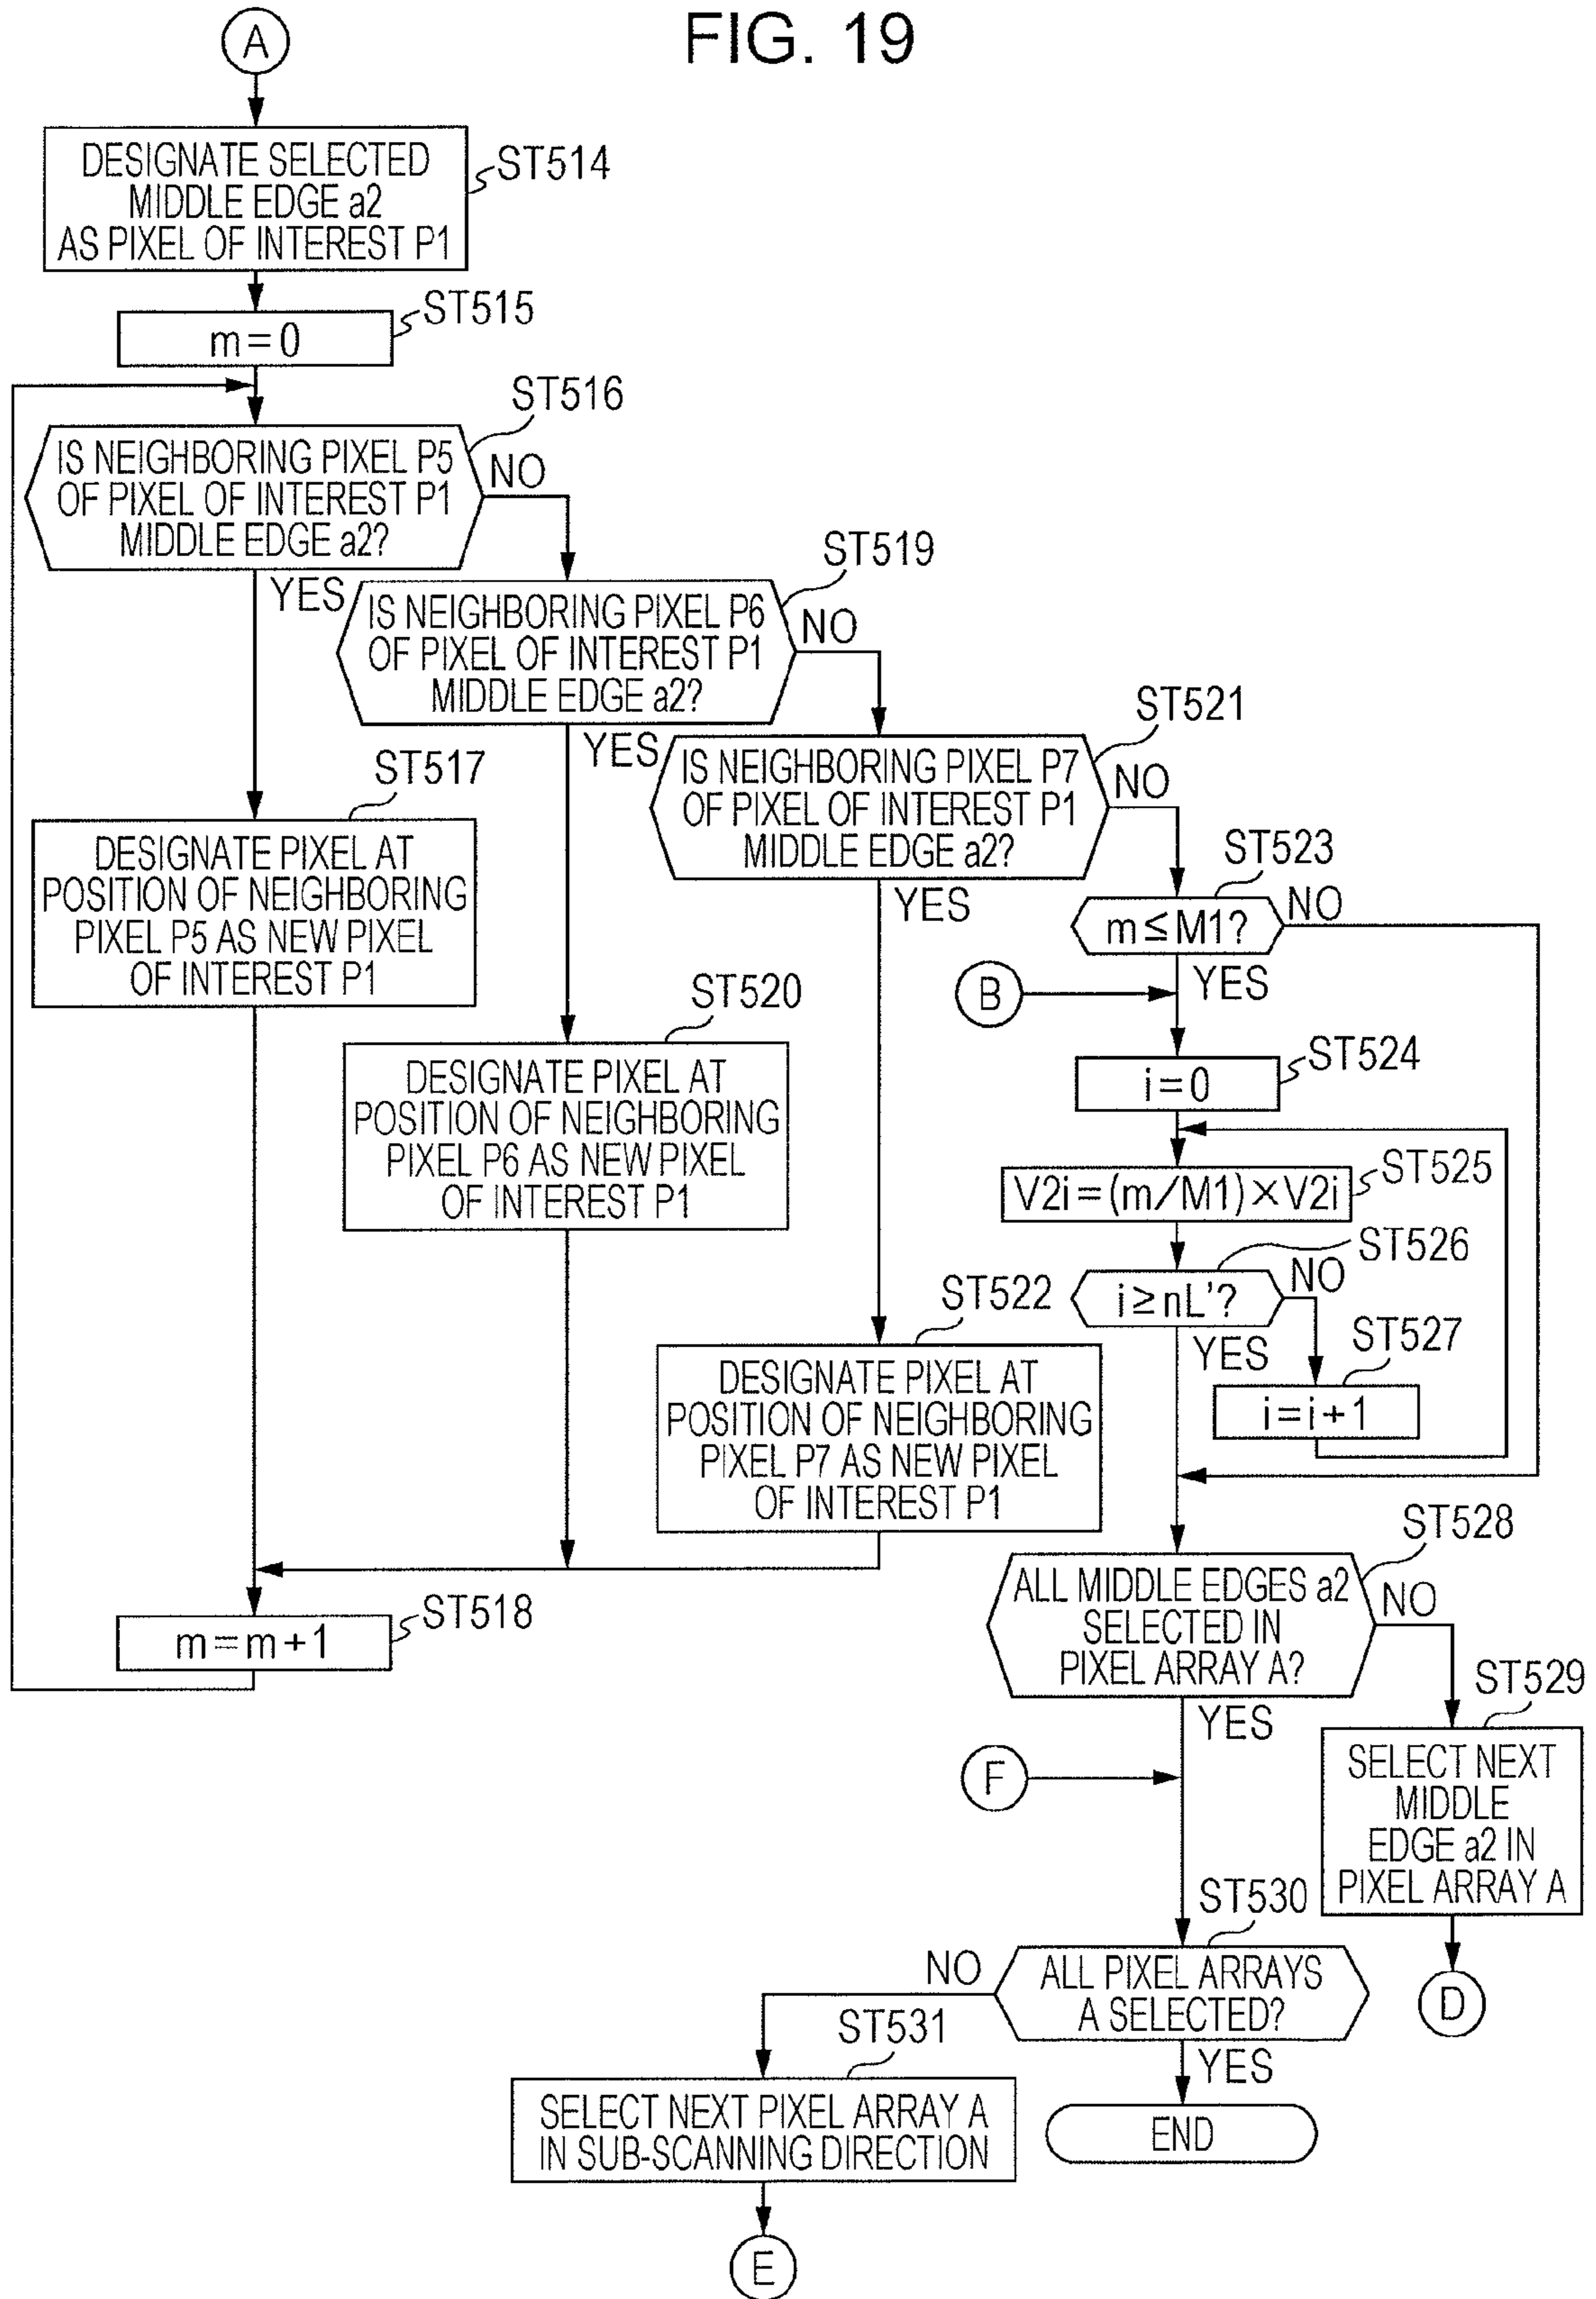 FIG. 19
A
DESIGNATE SELECTED
MIDDLE EDGE a2
AS PIXEL OF INTEREST P1
ST514
m=0
ST515
ST516
IS NEIGHBORING PIXEL P5
OF PIXEL OF INTEREST P1
MIDDLE EDGE a2?
NO
YES
ST519
IS NEIGHBORING PIXEL P6
OF PIXEL OF INTEREST P1
MIDDLE EDGE a2?
NO
YES
ST521
IS NEIGHBORING PIXEL P7
OF PIXEL OF INTEREST P1
MIDDLE EDGE a2?
NO
YES
ST517
DESIGNATE PIXEL AT
POSITION OF NEIGHBORING
PIXEL P5 AS NEW PIXEL
OF INTEREST P1
ST523
m≤M1?
NO
YES
B
ST520
DESIGNATE PIXEL AT
POSITION OF NEIGHBORING
PIXEL P6 AS NEW PIXEL
OF INTEREST P1
ST524
i=0
ST525
V2i=(m/M1)×V2i
ST526
i≥nL'?
NO
YES
ST527
i=i+1
ST522
DESIGNATE PIXEL AT
POSITION OF NEIGHBORING
PIXEL P7 AS NEW PIXEL
OF INTEREST P1
ST518
m=m+1
ST528
ALL MIDDLE EDGES a2
SELECTED IN
PIXEL ARRAY A?
NO
YES
ST529
SELECT NEXT
MIDDLE
EDGE a2 IN
PIXEL ARRAY A
F
D
ST530
ALL PIXEL ARRAYS
A SELECTED?
NO
YES
ST531
SELECT NEXT PIXEL ARRAY A
IN SUB-SCANNING DIRECTION
END
E